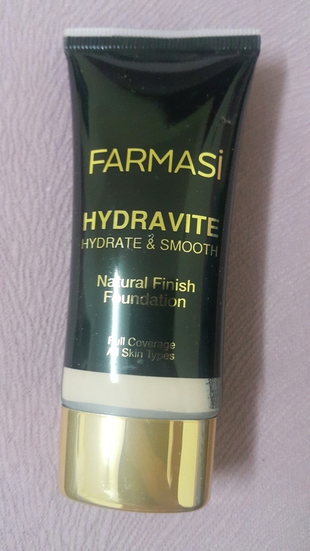 FARMASi
HYDRAVITE
HYDRATE & SMOOTH
Natural Finish
Foundation
Full Coverage
All Skin Types